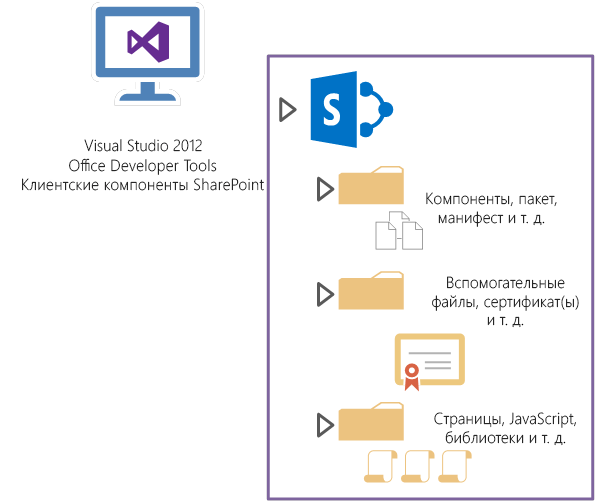 Visual Studio 2012
Office Developer Tools
Клиентские компоненты SharePoint
S
Компоненты, пакет,
манифест и т. д.
Вспомогательные
файлы, сертификат(ы)
и т. д.
Страницы, JavaScript,
библиотеки и т. д.